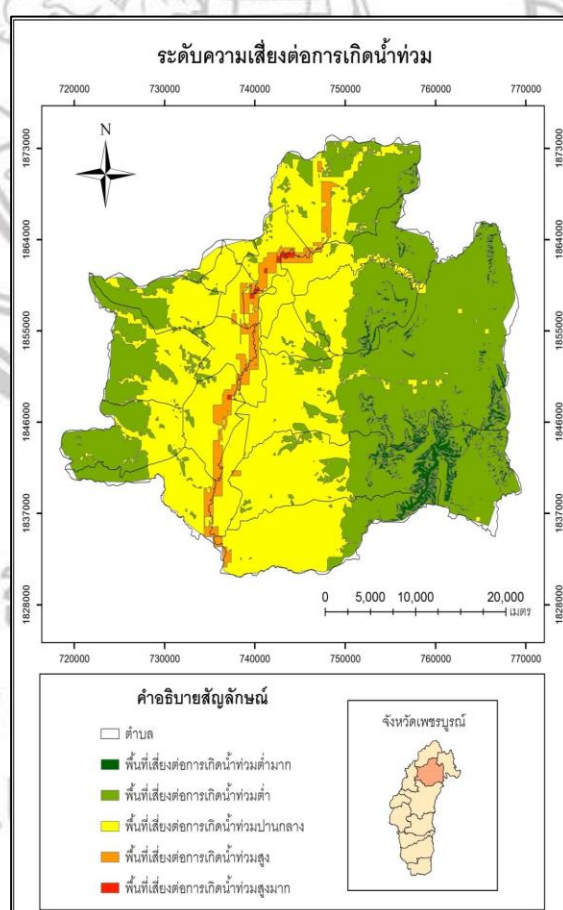 ระดับความเสี่ยงต่อการเกิดน้ำท่วม
720000 730000 740000 750000 760000 770000
N
1873000 1873000
1864000 1864000
1855000 1855000
1846000 1846000
1837000 1837000
1828000 1828000
0 5,000 10,000 20,000
เมตร
720000 730000 740000 750000 760000 770000
คำอธิบายสัญลักษณ์
ตำบล
พื้นที่เสี่ยงต่อการเกิดน้ำท่วมต่ำมาก
พื้นที่เสี่ยงต่อการเกิดน้ำท่วมต่ำ
พื้นที่เสี่ยงต่อการเกิดน้ำท่วมปานกลาง
พื้นที่เสี่ยงต่อการเกิดน้ำท่วมสูง
พื้นที่เสี่ยงต่อการเกิดน้ำท่วมสูงมาก
จังหวัดเพชรบูรณ์